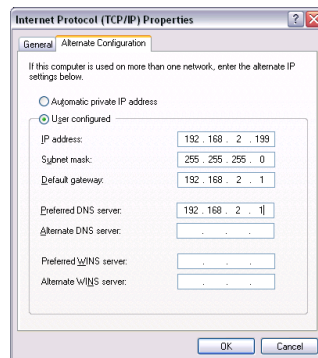 Internet Protocol (TCP/IP) Properties
General Alternate Configuration
If this computer is used on more than one network, enter the alternate IP
settings below.
Automatic private IP address
User configured
IP address: 192 . 168 . 2 . 199
Subnet mask: 255 . 255 . 255 . 0
Default gateway: 192 . 168 . 2 . 1
Preferred DNS server: 192 . 168 . 2 . 1
Alternate DNS server: . . .
Preferred WINS server: . . .
Alternate WINS server: . . .
OK Cancel